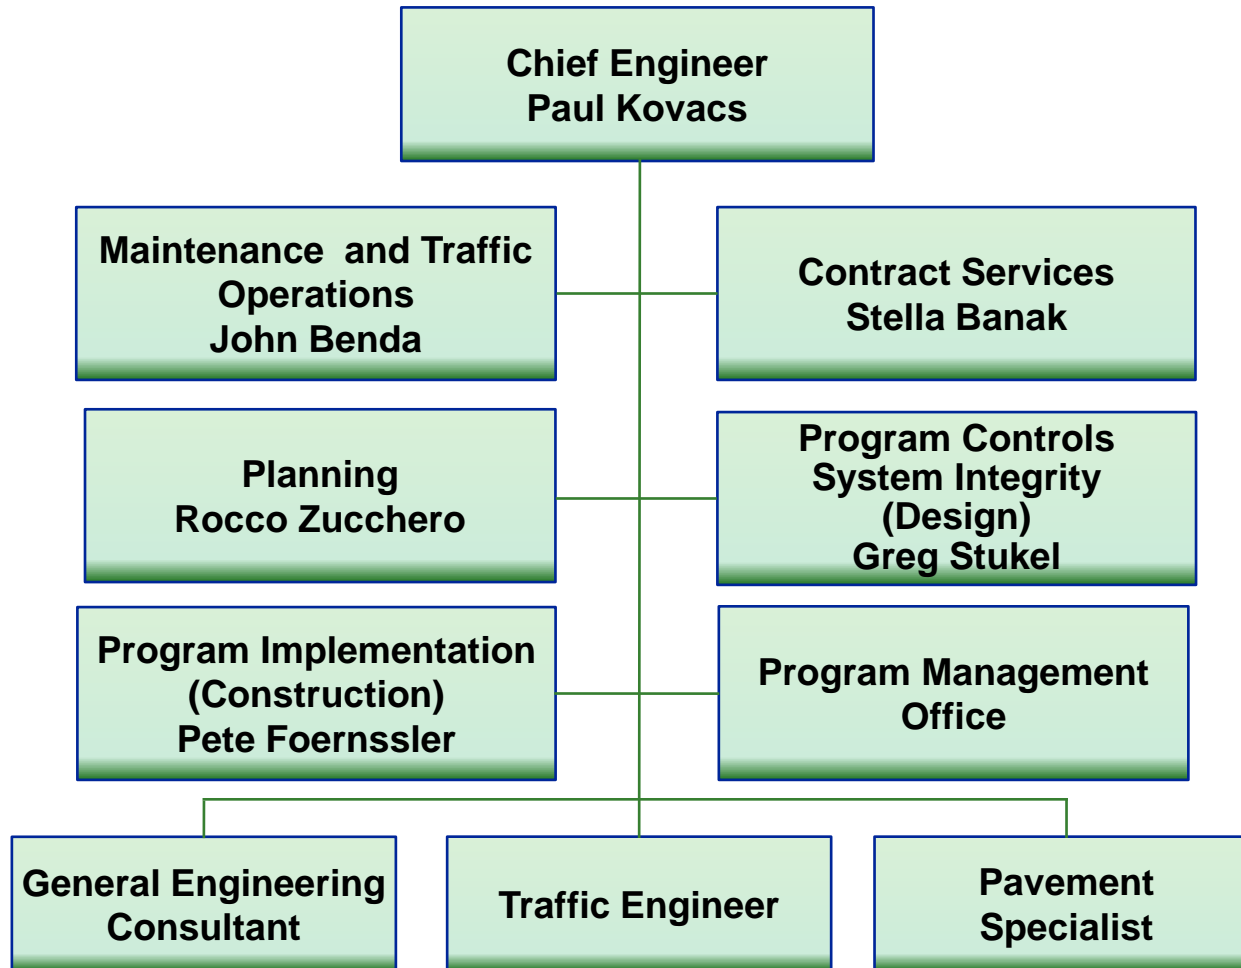 Chief Engineer
Paul Kovacs
Maintenance and Traffic
Operations
John Benda
Contract Services
Stella Banak
Planning
Rocco Zucchero
Program Controls
System Integrity
(Design)
Greg Stukel
Program Implementation
(Construction)
Pete Foernssler
Program Management
Office
General Engineering
Consultant
Traffic Engineer
Pavement
Specialist